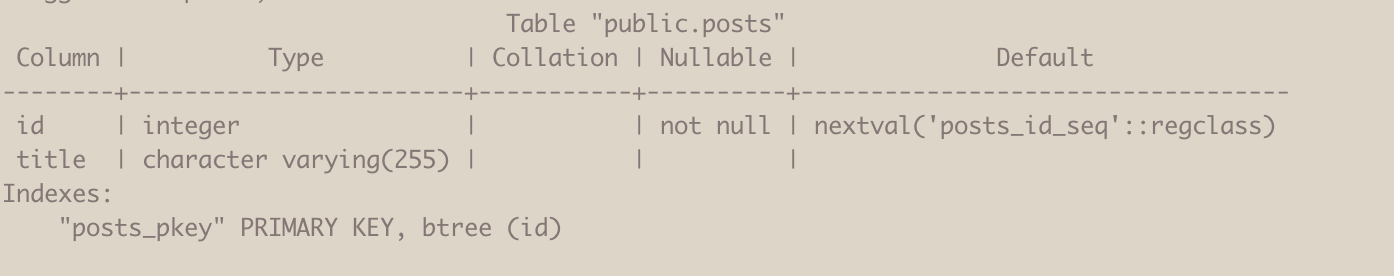 Table "public.posts"
Column | Type | Collation | Nullable | Default
--------+------------------------+-----------+----------+-----------------------------------
id | integer | | not null | nextval('posts_id_seq'::regclass)
title | character varying(255) | | |
Indexes:
"posts_pkey" PRIMARY KEY, btree (id)